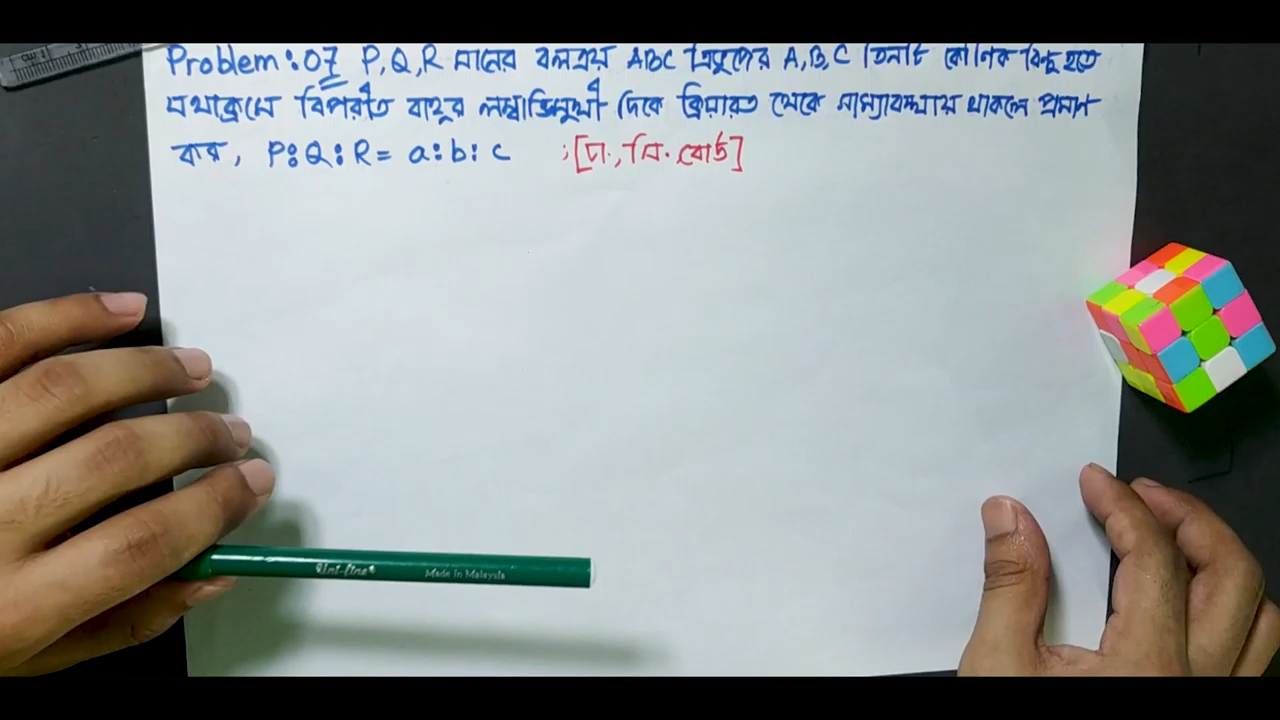 Problem: 07 P,Q,R মানের বলত্রয় ABC ত্রিভুজের A,B,C তিনটি কৌণিক বিন্দু হতে
যথাক্রমে বিপরীত বাহুর লম্বাভিমুখী দিকে ক্রিয়ারত থেকে সাম্যাবস্থায় থাকলে প্রমাণ
কর, P:Q:R = a:b:c ; [ঢা., সি. বোর্ড]
Uni-fine Made in Malaysia